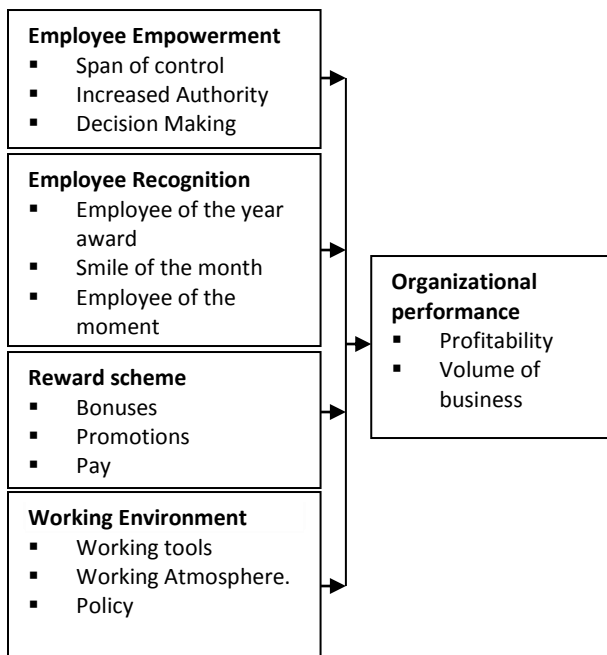 Employee Empowerment
▪ Span of control
▪ Increased Authority
▪ Decision Making
Employee Recognition
▪ Employee of the year
award
▪ Smile of the month
▪ Employee of the
moment
Reward scheme
▪ Bonuses
▪ Promotions
▪ Pay
Working Environment
▪ Working tools
▪ Working Atmosphere.
▪ Policy
Organizational
performance
▪ Profitability
▪ Volume of
business